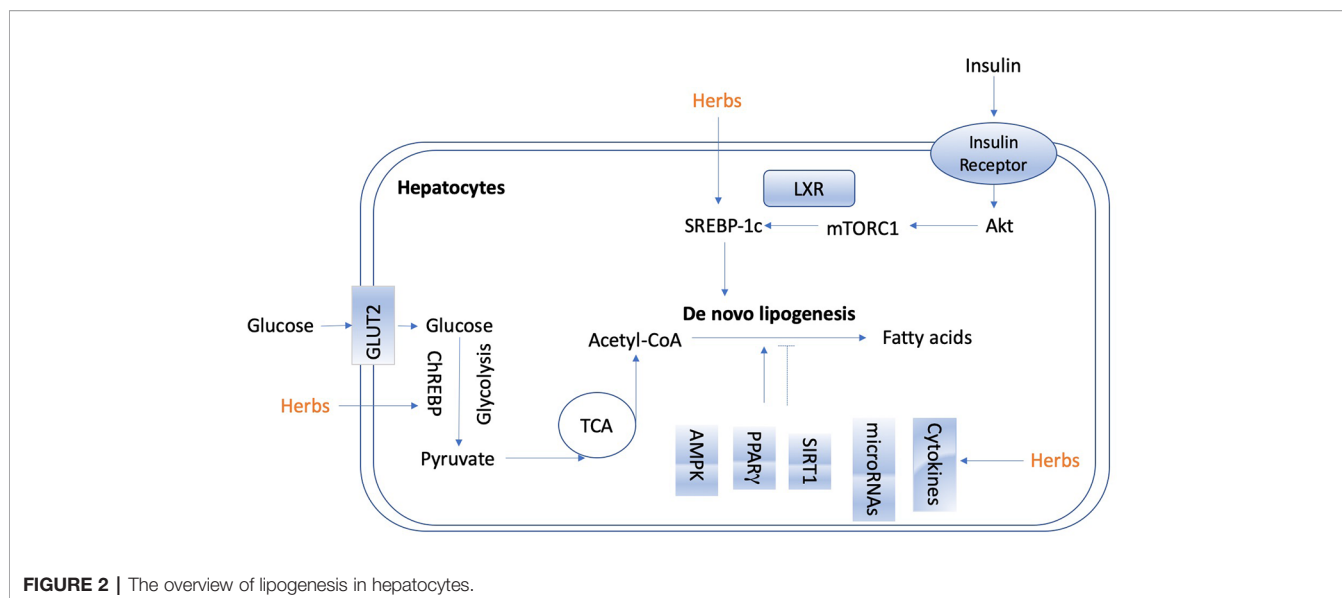 Insulin
Herbs
Insulin
Receptor
LXR
Hepatocytes
SREBP-1c
mTORC1
Akt
De novo lipogenesis
Glucose
GLUT2
Glucose
Acetyl-CoA
Fatty acids
ChREBP
Glycolysis
Herbs
TCA
Pyruvate
AMPK
PPARγ
SIRT1
microRNAs
Cytokines
Herbs
FIGURE 2 | The overview of lipogenesis in hepatocytes.